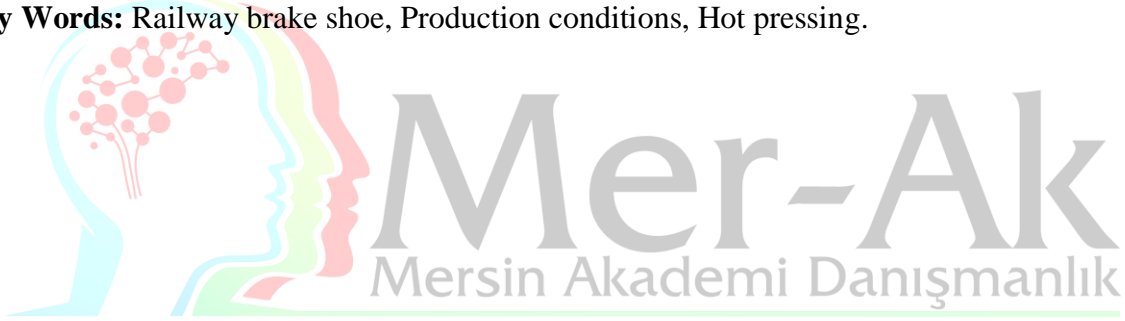 y Words: Railway brake shoe, Production conditions, Hot pressing.
Mer-Ak
Mersin Akademi Danışmanlık